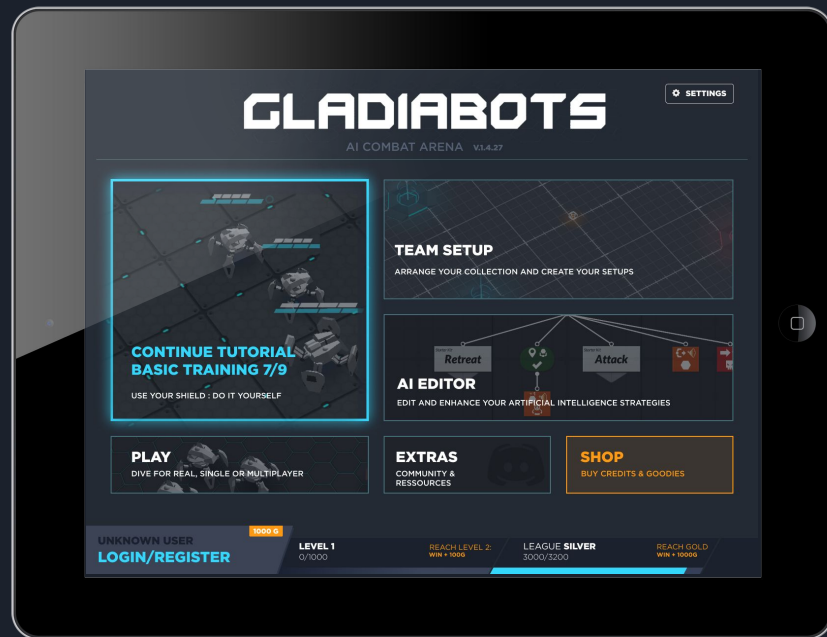 GLADIABOTS
SETTINGS
AI COMBAT ARENA V.1.4.27
CONTINUE TUTORIAL
BASIC TRAINING 7/9
USE YOUR SHIELD : DO IT YOURSELF
TEAM SETUP
ARRANGE YOUR COLLECTION AND CREATE YOUR SETUPS
Retreat
Attack
AI EDITOR
EDIT AND ENHANCE YOUR ARTIFICIAL INTELLIGENCE STRATEGIES
PLAY
DIVE FOR REAL, SINGLE OR MULTIPLAYER
EXTRAS
COMMUNITY &
RESSOURCES
SHOP
BUY CREDITS & GOODIES
1000 G
UNKNOWN USER
LOGIN/REGISTER
LEVEL 1
0/1000
REACH LEVEL 2:
WIN + 100G
LEAGUE SILVER
3000/3200
REACH GOLD
WIN + 1000G